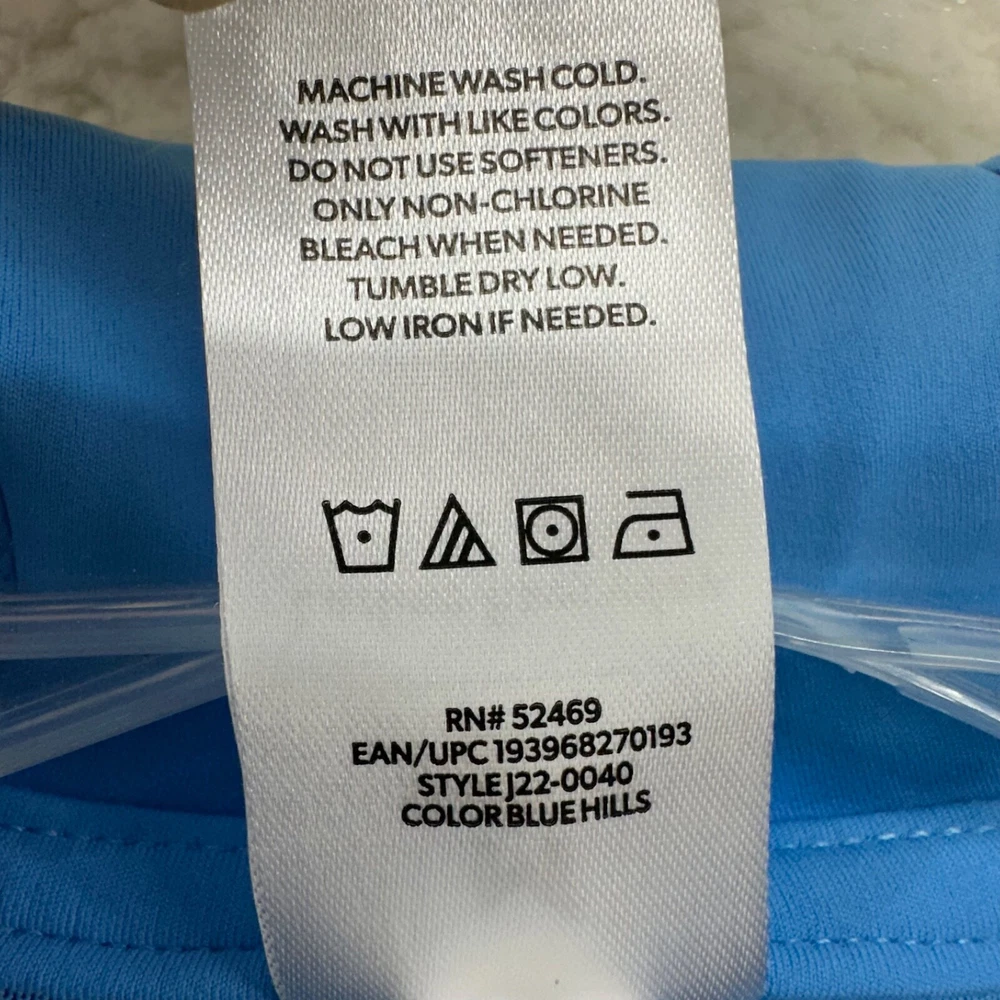 MACHINE WASH COLD.
WASH WITH LIKE COLORS.
DO NOT USE SOFTENERS.
ONLY NON-CHLORINE
BLEACH WHEN NEEDED.
TUMBLE DRY LOW.
LOW IRON IF NEEDED.
RN# 52469
EAN/UPC 193968270193
STYLE J22-0040
COLOR BLUE HILLS